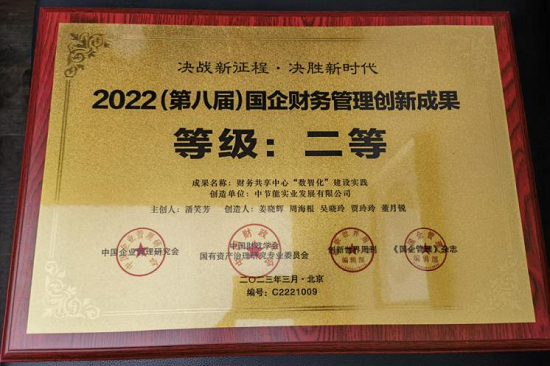 决战新征程·决胜新时代
2022(第八届)国企财务管理创新成果
等级：二等
成果名称：财务共享中心“数智化”建设实践
创造单位：中节能实业发展有限公司
主创人：潘笑芳 创造人：姜晓辉 周海根 吴晓玲 贾玲玲 董月锐
中国企业管理研究会 中国财政学会 创新世界周刊 《国企管理》杂志
国有资产治理研究专业委员会
二〇二三年三月·北京
编号：C2221009